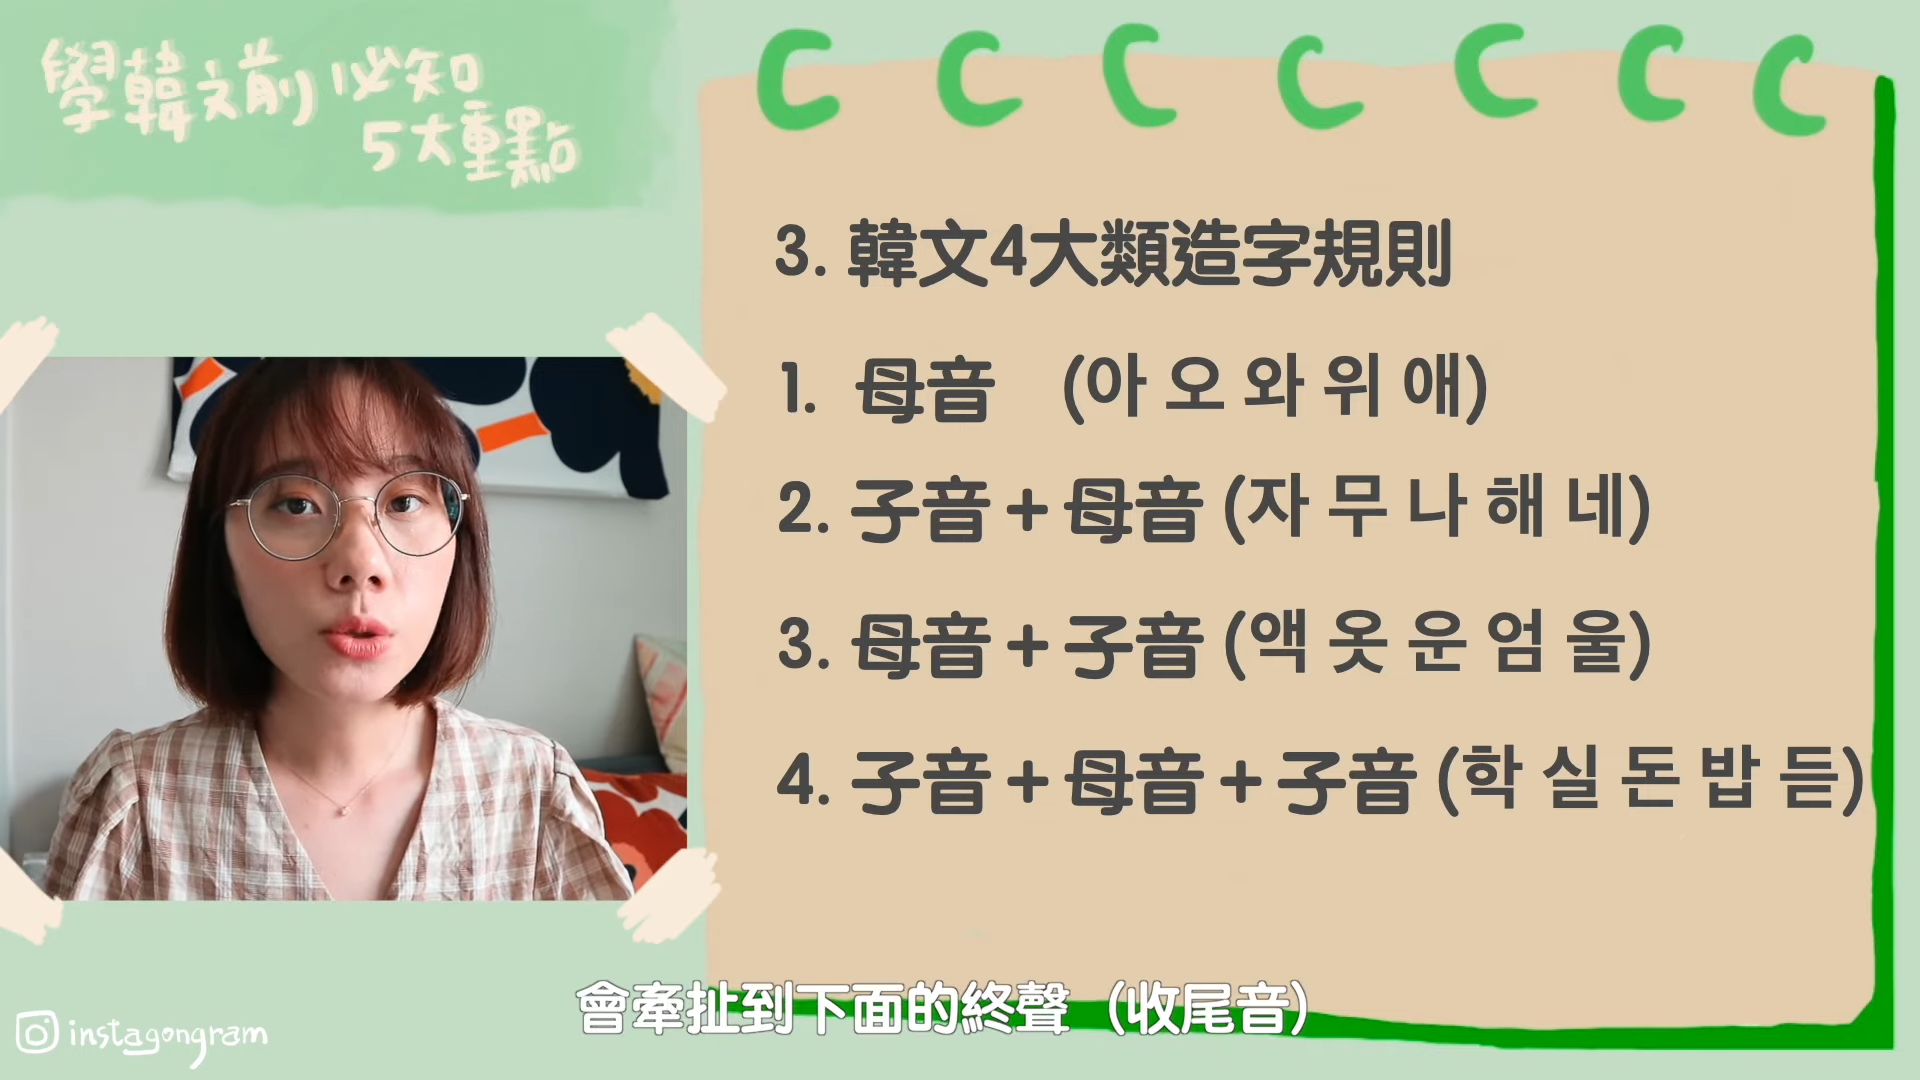 學韓文前必知
5大重點
3. 韓文4大類造字規則
1. 母音 (아 오 와 위 애)
2. 子音+母音 (자 무 나 해 네)
3. 母音+子音 (액 옷 운 엄 울)
4. 子音+母音+子音 (학 실 돈 밥 듣)
會牽扯到下面的終聲 (收尾音)
instagongram